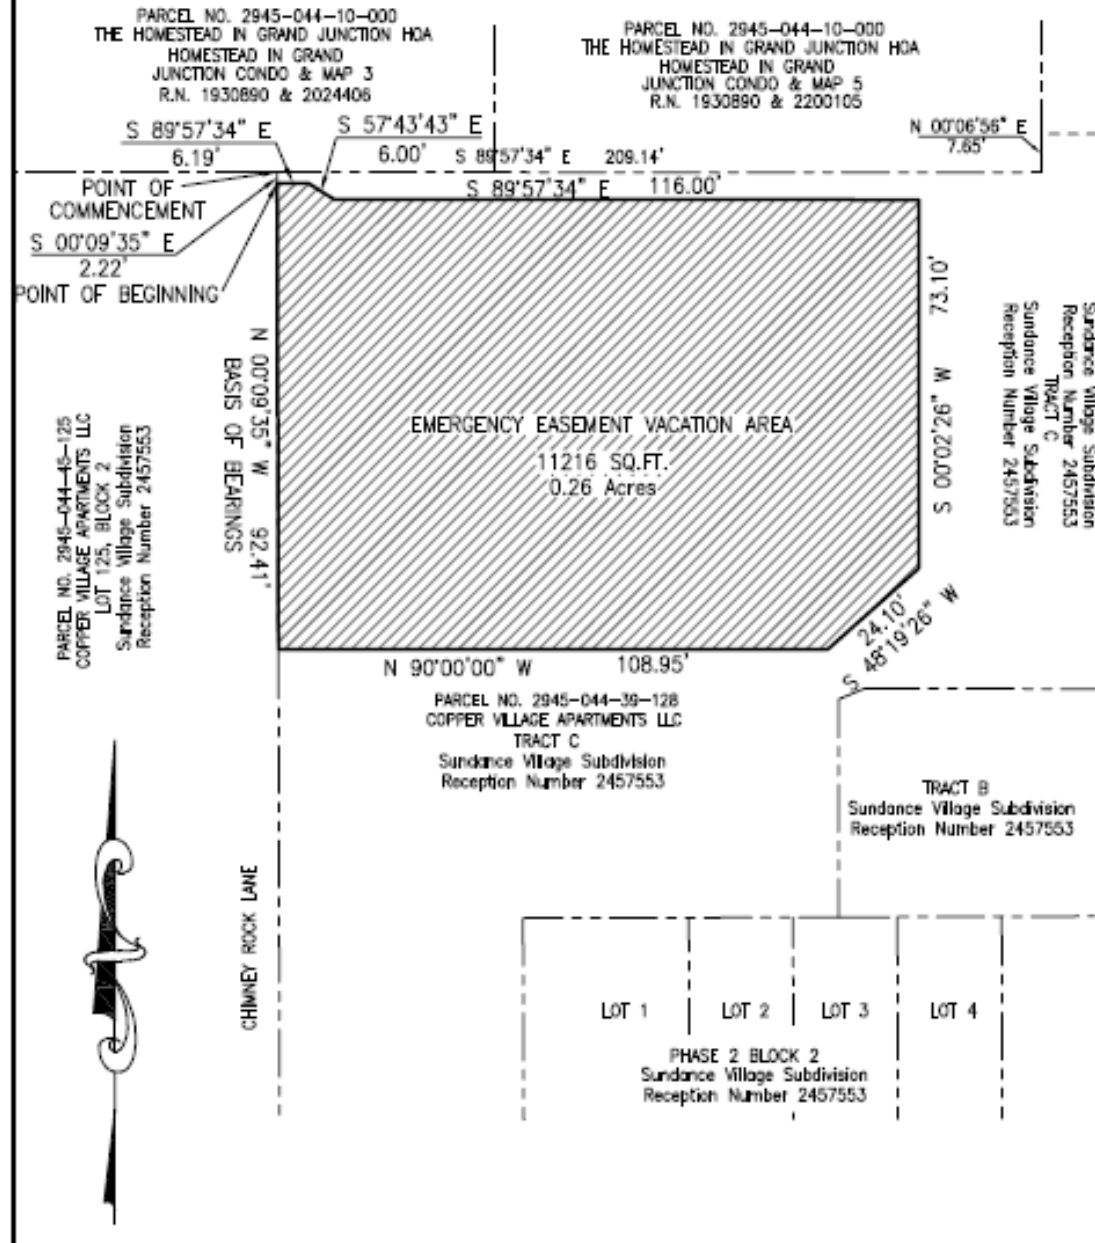 PARCEL NO. 2945-044-10-000
THE HOMESTEAD IN GRAND JUNCTION HOA
HOMESTEAD IN GRAND
JUNCTION CONDO & MAP 3
R.N. 1930890 & 2024406
PARCEL NO. 2945-044-10-000
THE HOMESTEAD IN GRAND JUNCTION HOA
HOMESTEAD IN GRAND
JUNCTION CONDO & MAP 5
R.N. 1930890 & 2200105
S 89°57'34" E
6.19'
S 57°43'43" E
6.00'
S 89°57'34" E 209.14'
N 00°06'56" E
7.65'
S 89°57'34" E 116.00'
POINT OF
COMMENCEMENT
S 00°09'35" E
2.22'
POINT OF BEGINNING
N 00°09'35" W 92.41'
BASIS OF BEARINGS
EMERGENCY EASEMENT VACATION AREA
11216 SQ.FT.
0.26 Acres
S 00°02'26" W 73.10'
Sundance Village Subdivision
Reception Number 2457553
TRACT C
Sundance Village Subdivision
Reception Number 2457553
PARCEL NO. 2945-044-45-125
COPPER VILLAGE APARTMENTS LLC
LOT 125, BLOCK 2
Sundance Village Subdivision
Reception Number 2457553
24.10'
S 48°19'26" W
N 90°00'00" W 108.95'
PARCEL NO. 2945-044-39-128
COPPER VILLAGE APARTMENTS LLC
TRACT C
Sundance Village Subdivision
Reception Number 2457553
TRACT B
Sundance Village Subdivision
Reception Number 2457553
CHIMNEY ROCK LANE
LOT 1
LOT 2
LOT 3
LOT 4
PHASE 2 BLOCK 2
Sundance Village Subdivision
Reception Number 2457553